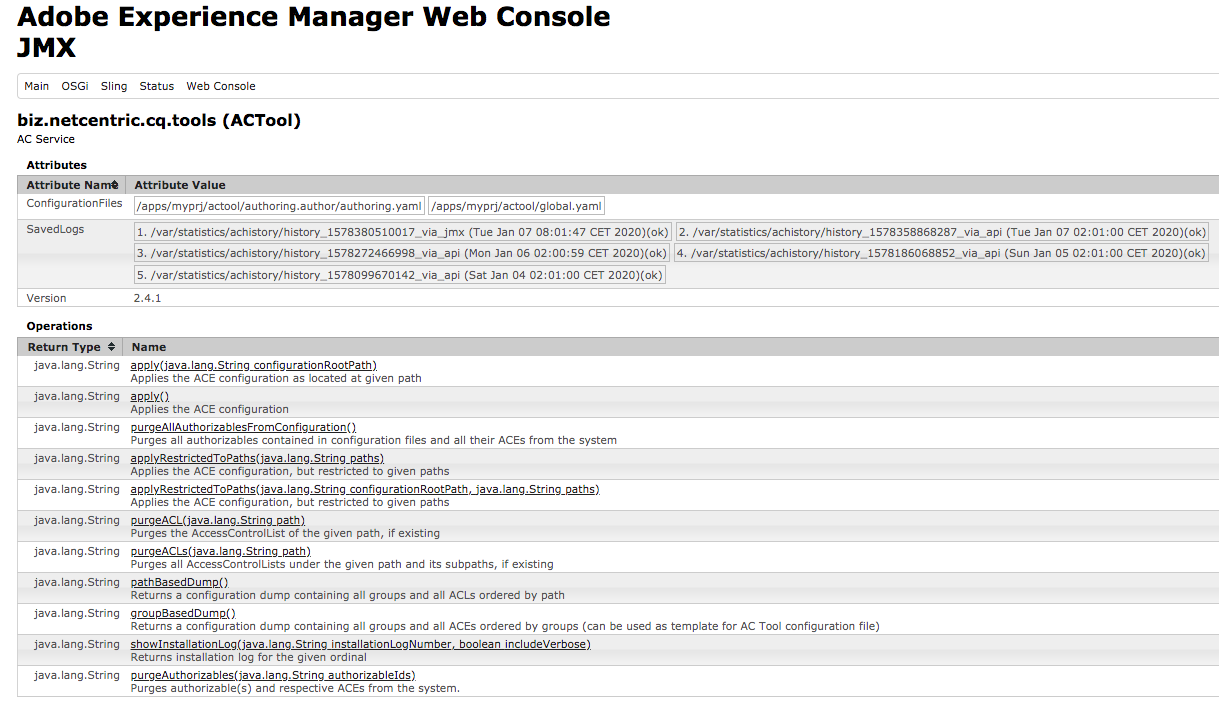 Adobe Experience Manager Web Console
JMX
Main OSGi Sling Status Web Console
biz.netcentric.cq.tools (ACTool)
AC Service
Attributes
Attribute Name Attribute Value
ConfigurationFiles /apps/myprj/actool/authoring.author/authoring.yaml /apps/myprj/actool/global.yaml
SavedLogs 1. /var/statistics/achistory/history_1578380510017_via_jmx (Tue Jan 07 08:01:47 CET 2020)(ok) 2. /var/statistics/achistory/history_1578358868287_via_api (Tue Jan 07 02:01:00 CET 2020)(ok)
3. /var/statistics/achistory/history_1578272466998_via_api (Mon Jan 06 02:00:59 CET 2020)(ok) 4. /var/statistics/achistory/history_1578186068852_via_api (Sun Jan 05 02:01:00 CET 2020)(ok)
5. /var/statistics/achistory/history_1578099670142_via_api (Sat Jan 04 02:01:00 CET 2020)(ok)
Version 2.4.1
Operations
Return Type Name
java.lang.String apply(java.lang.String configurationRootPath)
Applies the ACE configuration as located at given path
java.lang.String apply()
Applies the ACE configuration
java.lang.String purgeAllAuthorizablesFromConfiguration()
Purges all authorizables contained in configuration files and all their ACEs from the system
java.lang.String applyRestrictedToPaths(java.lang.String paths)
Applies the ACE configuration, but restricted to given paths
java.lang.String applyRestrictedToPaths(java.lang.String configurationRootPath, java.lang.String paths)
Applies the ACE configuration, but restricted to given paths
java.lang.String purgeACL(java.lang.String path)
Purges the AccessControlList of the given path, if existing
java.lang.String purgeACLs(java.lang.String path)
Purges all AccessControlLists under the given path and its subpaths, if existing
java.lang.String pathBasedDump()
Returns a configuration dump containing all groups and all ACLs ordered by path
java.lang.String groupBasedDump()
Returns a configuration dump containing all groups and all ACEs ordered by groups (can be used as template for AC Tool configuration file)
java.lang.String showInstallationLog(java.lang.String installationLogNumber, boolean includeVerbose)
Returns installation log for the given ordinal
java.lang.String purgeAuthorizables(java.lang.String authorizableIds)
Purges authorizable(s) and respective ACEs from the system.